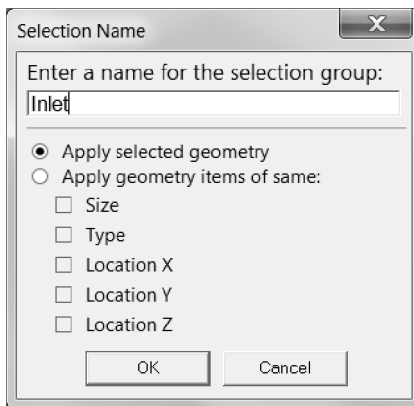 Selection Name
X
Enter a name for the selection group:
Inlet
Apply selected geometry
Apply geometry items of same:
Size
Type
Location X
Location Y
Location Z
OK
Cancel